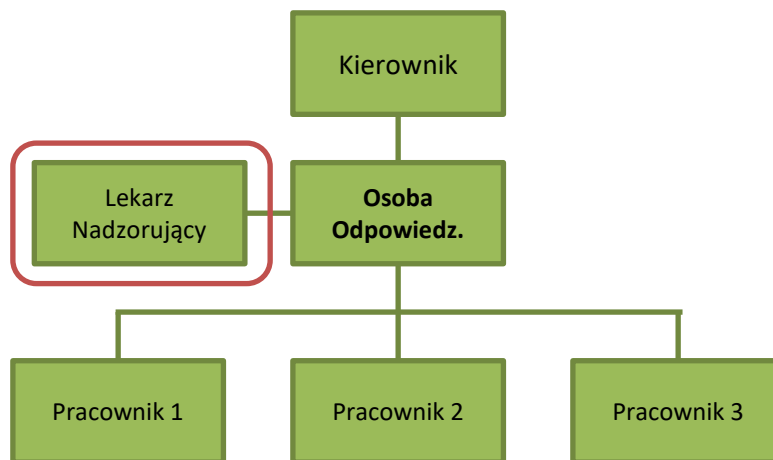 Kierownik
Lekarz
Nadzorujący
Osoba
Odpowiedz.
Pracownik 1
Pracownik 2
Pracownik 3